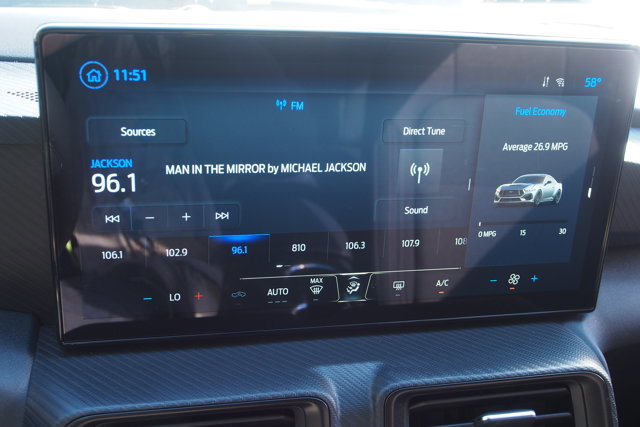 11:51
58°
FM
Sources
Direct Tune
Fuel Economy
JACKSON
96.1
MAN IN THE MIRROR by MICHAEL JACKSON
Average 26.9 MPG
Sound
0 MPG 15 30
106.1 102.9 96.1 810 106.3 107.9 108
LO AUTO MAX A/C